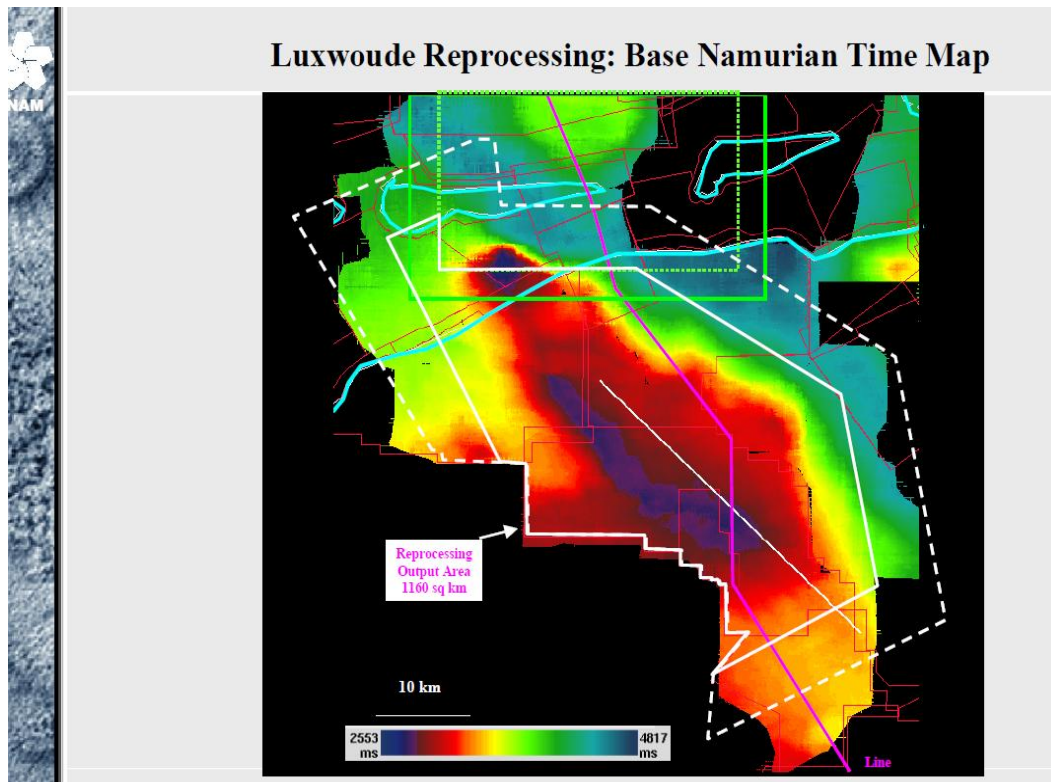 Luxwoude Reprocessing: Base Namurian Time Map
NAM
Reprocessing
Output Area
1160 sq km
10 km
2553
ms
4817
ms
Line